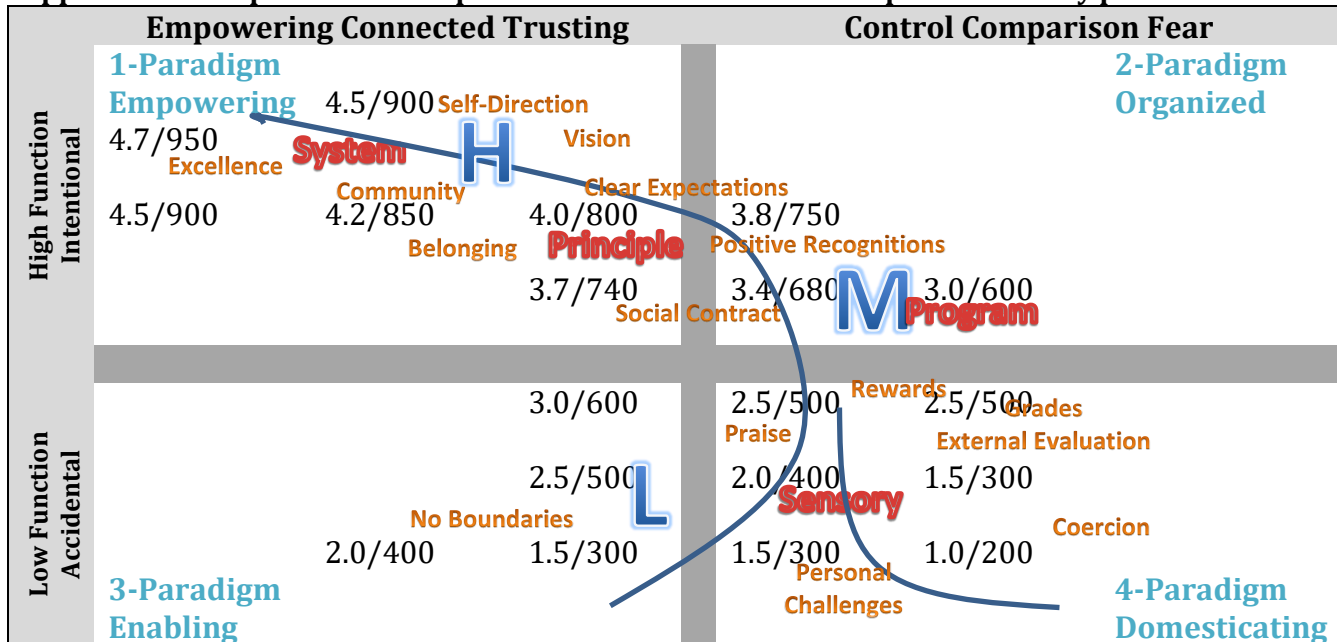 Empowering Connected Trusting
Control Comparison Fear
High Function
Intentional
1-Paradigm
Empowering
4.5/900
Self-Direction
4.7/950
System
H
Vision
Excellence
Community
Clear Expectations
4.5/900
4.2/850
4.0/800
Belonging
Principle
3.7/740
Social Contract
2-Paradigm
Organized
3.8/750
Positive Recognitions
3.4/680
M
3.0/600
Program
Low Function
Accidental
3.0/600
2.5/500
L
No Boundaries
2.0/400
1.5/300
3-Paradigm
Enabling
Rewards
2.5/500
2.5/500
Grades
Praise
External Evaluation
2.0/400
1.5/300
Sensory
Coercion
1.5/300
1.0/200
Personal
Challenges
4-Paradigm
Domesticating